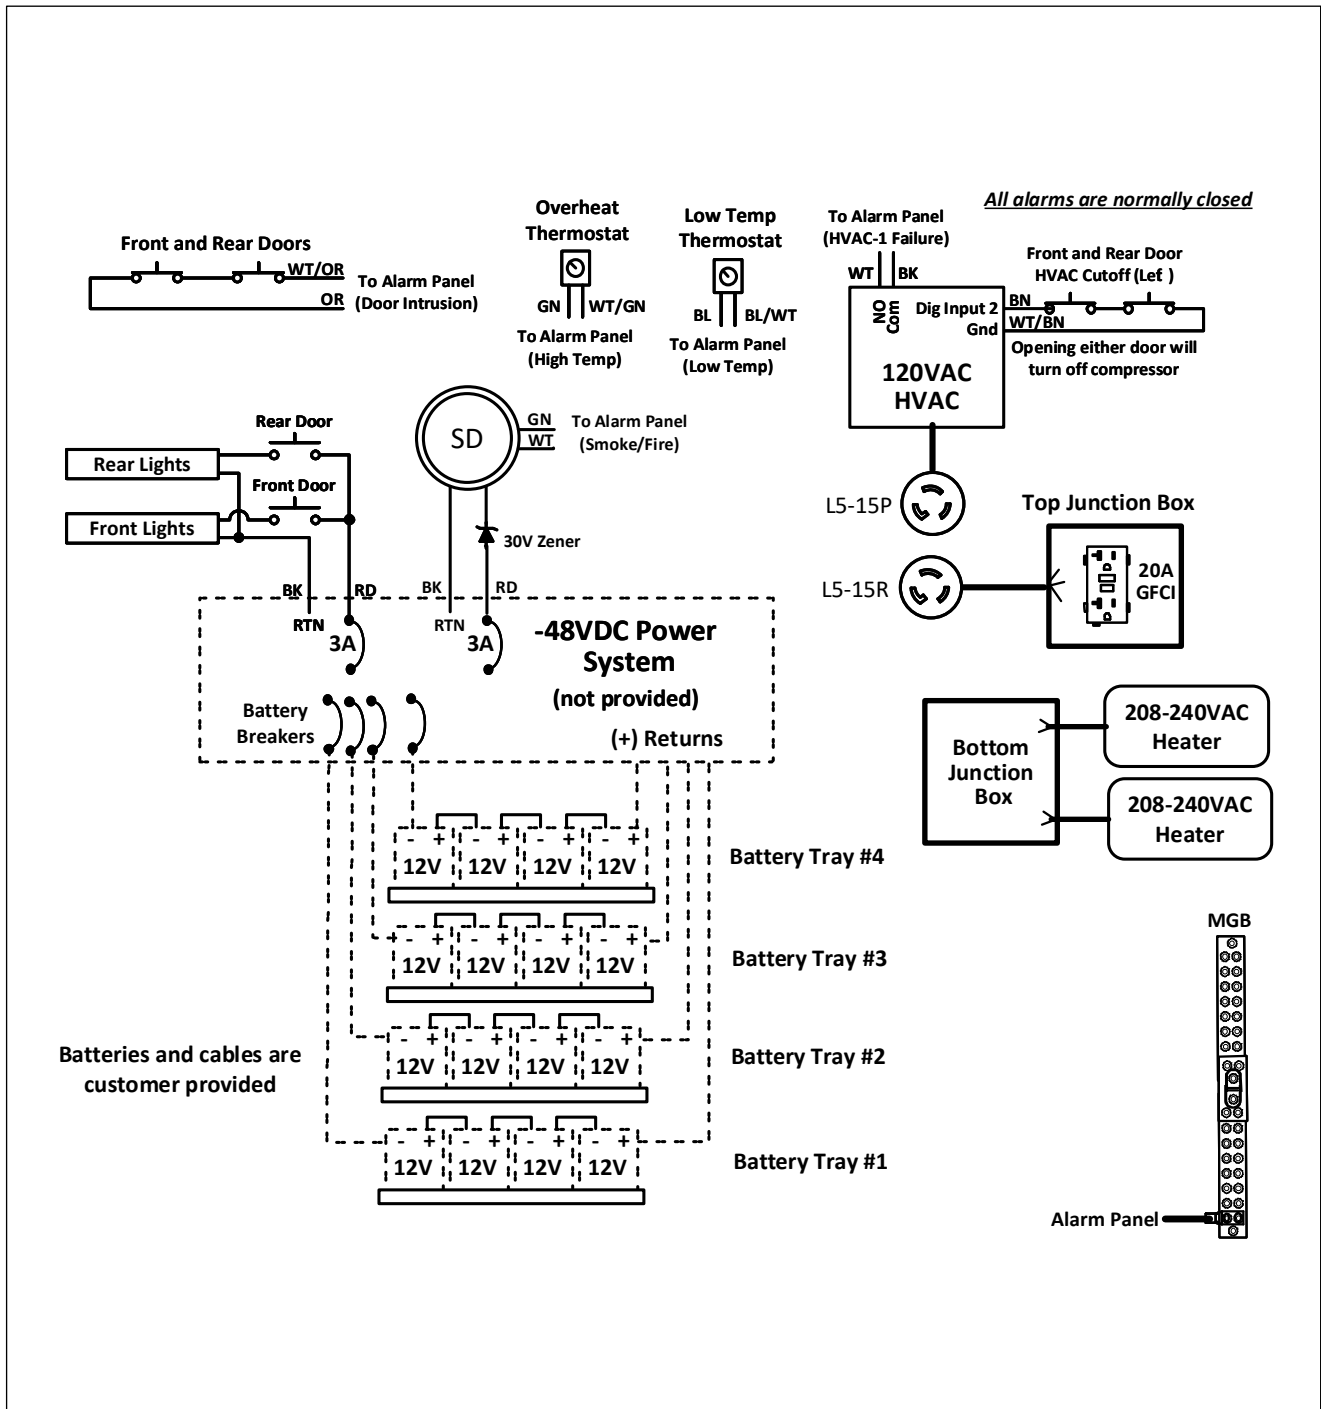 All alarms are normally closed
Front and Rear Doors
WT/OR
OR
To Alarm Panel
(Door Intrusion)
Overheat
Thermostat
GN
WT/GN
To Alarm Panel
(High Temp)
Low Temp
Thermostat
BL
BL/WT
To Alarm Panel
(Low Temp)
To Alarm Panel
(HVAC-1 Failure)
WT
BK
NO
Com
Dig Input 2
Gnd
120VAC
HVAC
BN
WT/BN
Front and Rear Door
HVAC Cutoff (Lef )
Opening either door will
turn off compressor
Rear Door
Rear Lights
Front Door
Front Lights
SD
GN
WT
To Alarm Panel
(Smoke/Fire)
30V Zener
L5-15P
L5-15R
Top Junction Box
20A
GFCI
BK
RD
BK
RD
RTN
3A
RTN
3A
-48VDC Power
System
(not provided)
Battery
Breakers
(+) Returns
Bottom
Junction
Box
208-240VAC
Heater
208-240VAC
Heater
- + - + - + - +
12V 12V 12V 12V
Battery Tray #4
- + - + - + - +
12V 12V 12V 12V
Battery Tray #3
- + - + - + - +
12V 12V 12V 12V
Battery Tray #2
- + - + - + - +
12V 12V 12V 12V
Battery Tray #1
Batteries and cables are
customer provided
MGB
Alarm Panel